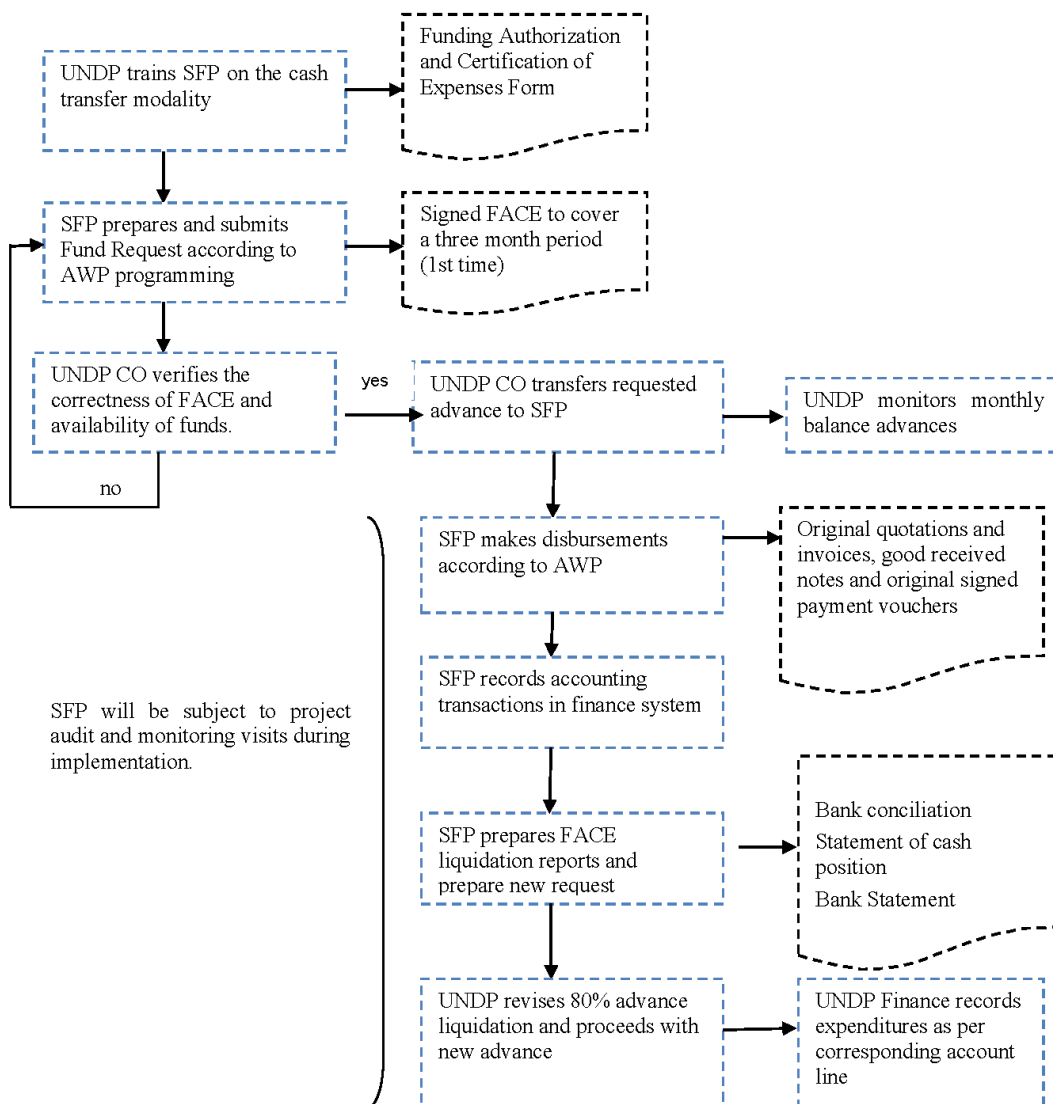 UNDP trains SFP on the cash
transfer modality
Funding Authorization
and Certification of
Expenses Form
SFP prepares and submits
Fund Request according to
AWP programming
Signed FACE to cover
a three month period
(1st time)
UNDP CO verifies the
correctness of FACE and
availability of funds.
yes
UNDP CO transfers requested
advance to SFP
UNDP monitors monthly
balance advances
no
SFP makes disbursements
according to AWP
Original quotations and
invoices, good received
notes and original signed
payment vouchers
SFP records accounting
transactions in finance system
SFP will be subject to project
audit and monitoring visits during
implementation.
SFP prepares FACE
liquidation reports and
prepare new request
Bank conciliation
Statement of cash
position
Bank Statement
UNDP revises 80% advance
liquidation and proceeds with
new advance
UNDP Finance records
expenditures as per
corresponding account
line